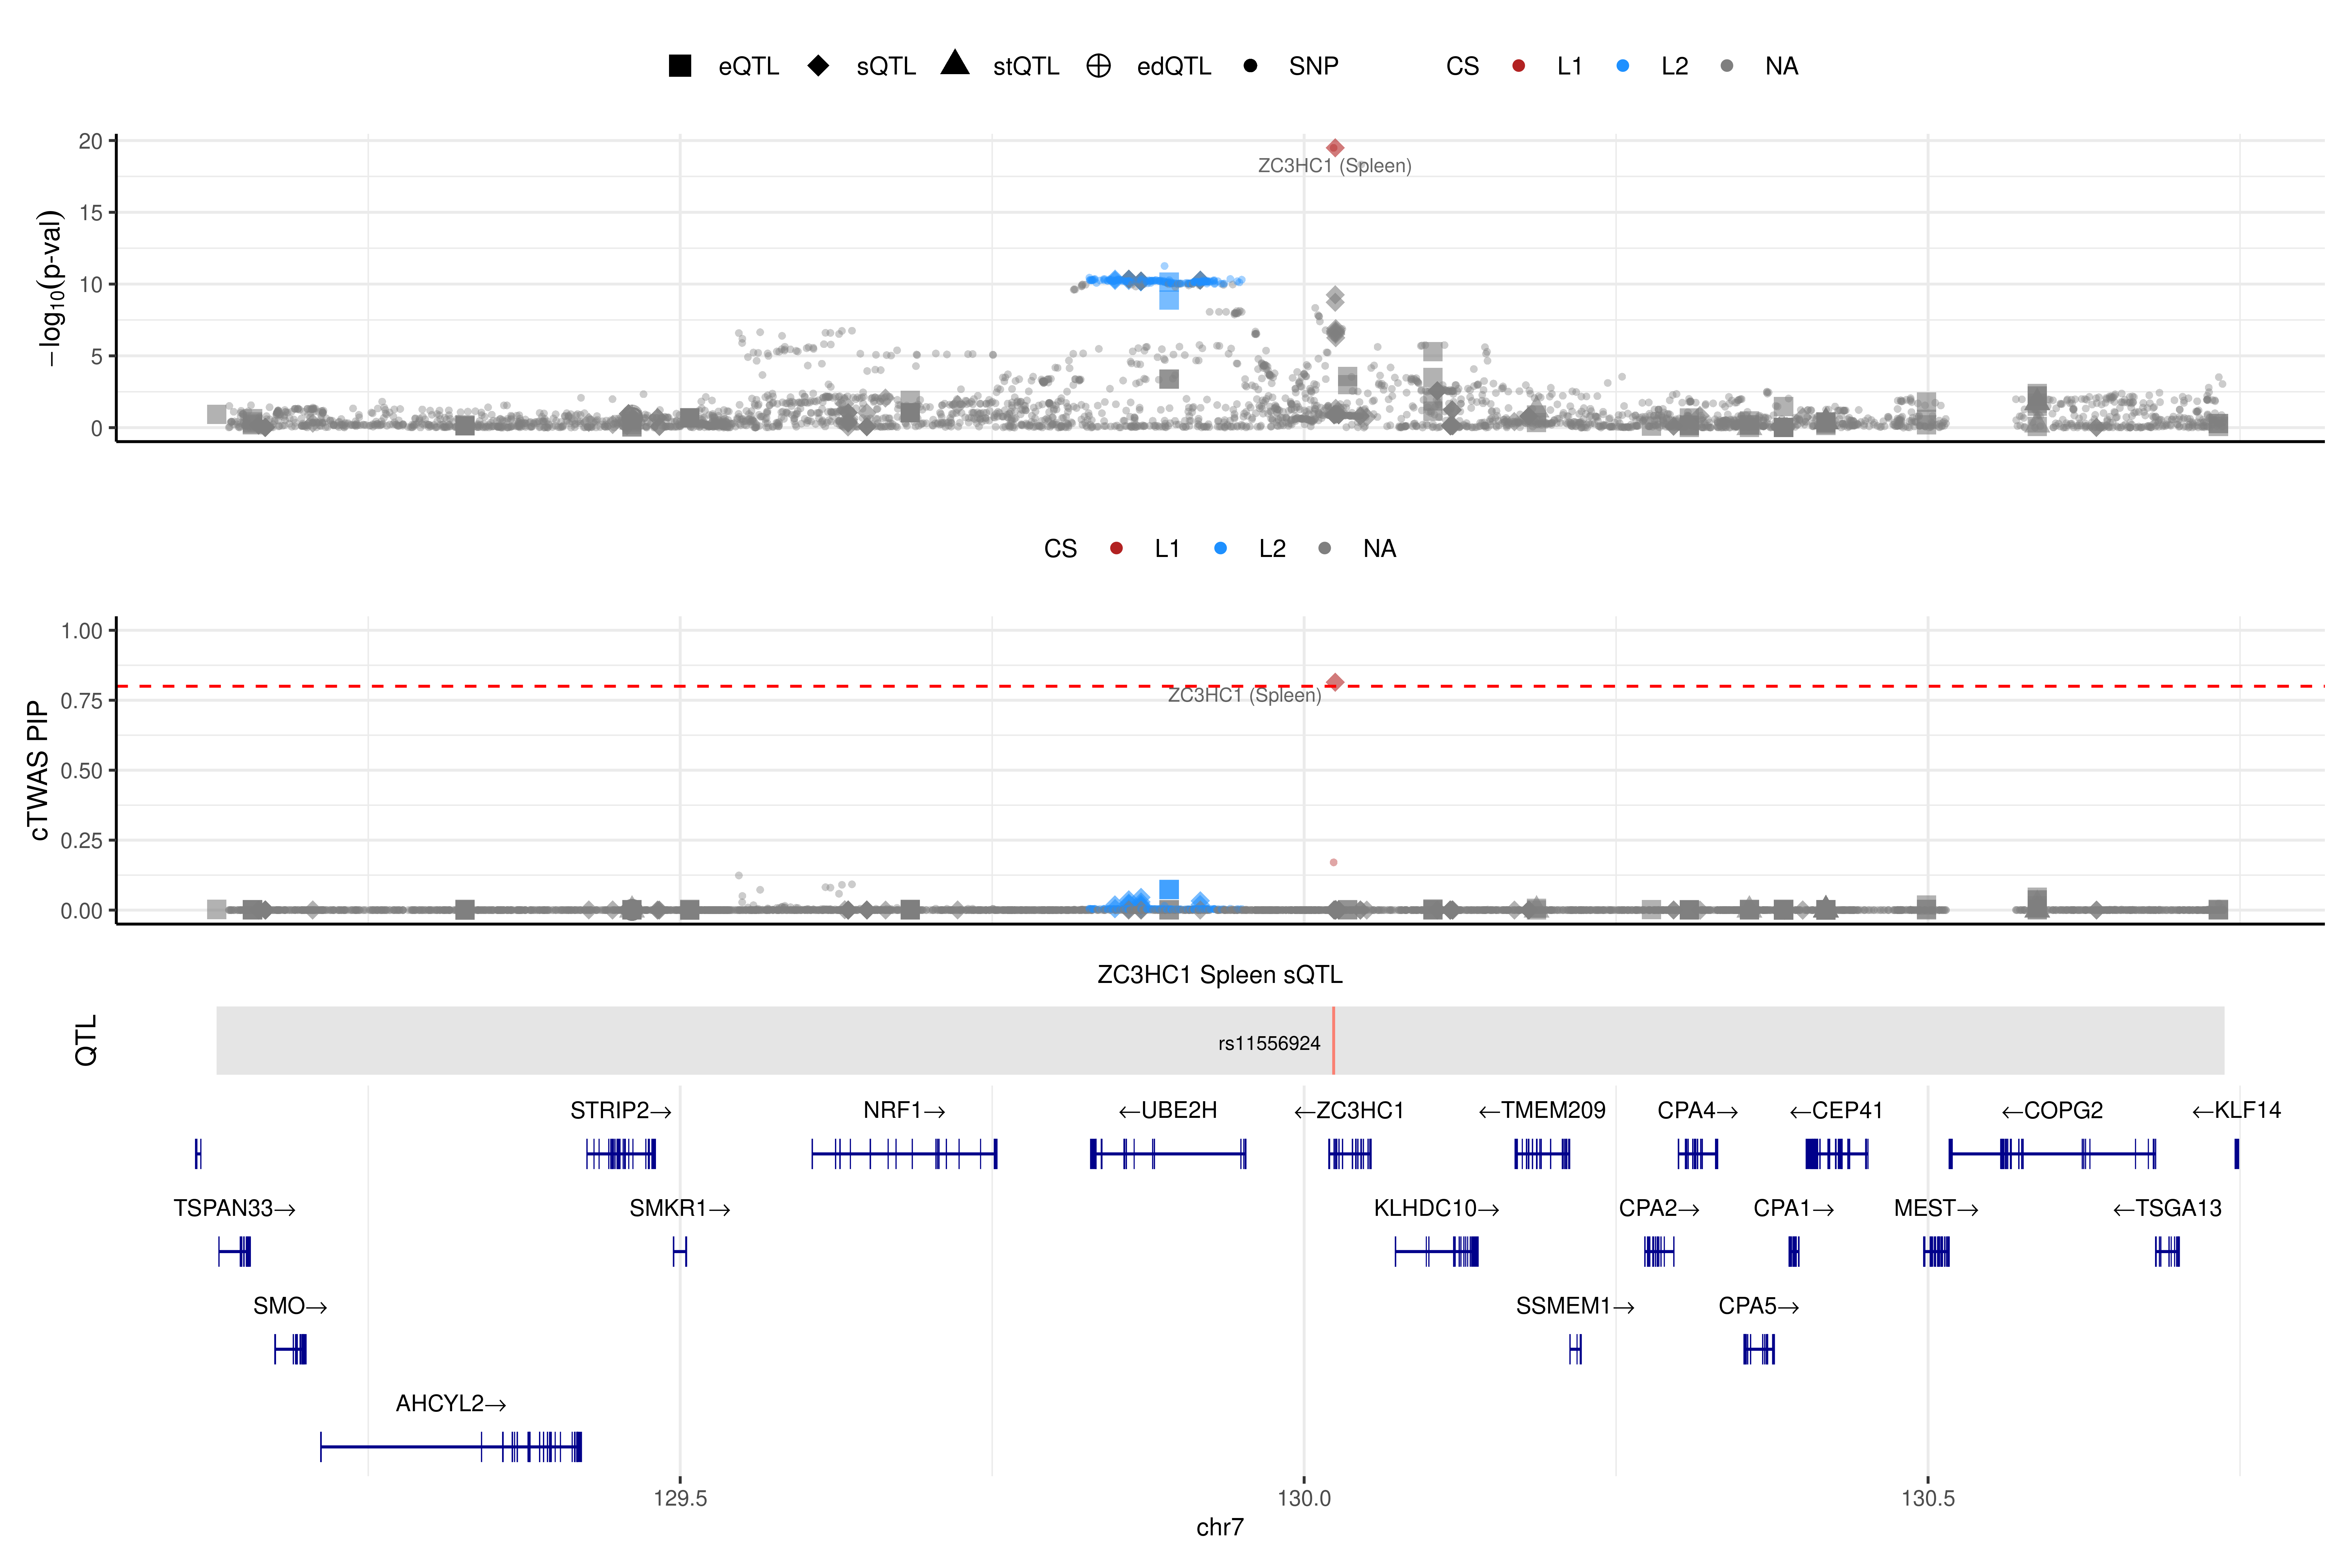 eQTL sQTL stQTL edQTL SNP CS L1 L2 NA
20
15
10
5
0
−log10(p-val)
ZC3HC1 (Spleen)
CS L1 L2 NA
1.00
0.75
0.50
0.25
0.00
cTWAS PIP
ZC3HC1 (Spleen)
ZC3HC1 Spleen sQTL
QTL
rs11556924
STRIP2→ NRF1→ ←UBE2H ←ZC3HC1 ←TMEM209 CPA4→ ←CEP41 ←COPG2 ←KLF14
TSPAN33→ SMKR1→ KLHDC10→ CPA2→ CPA1→ MEST→ ←TSGA13
SMO→ SSMEM1→ CPA5→
AHCYL2→
129.5 130.0 130.5
chr7